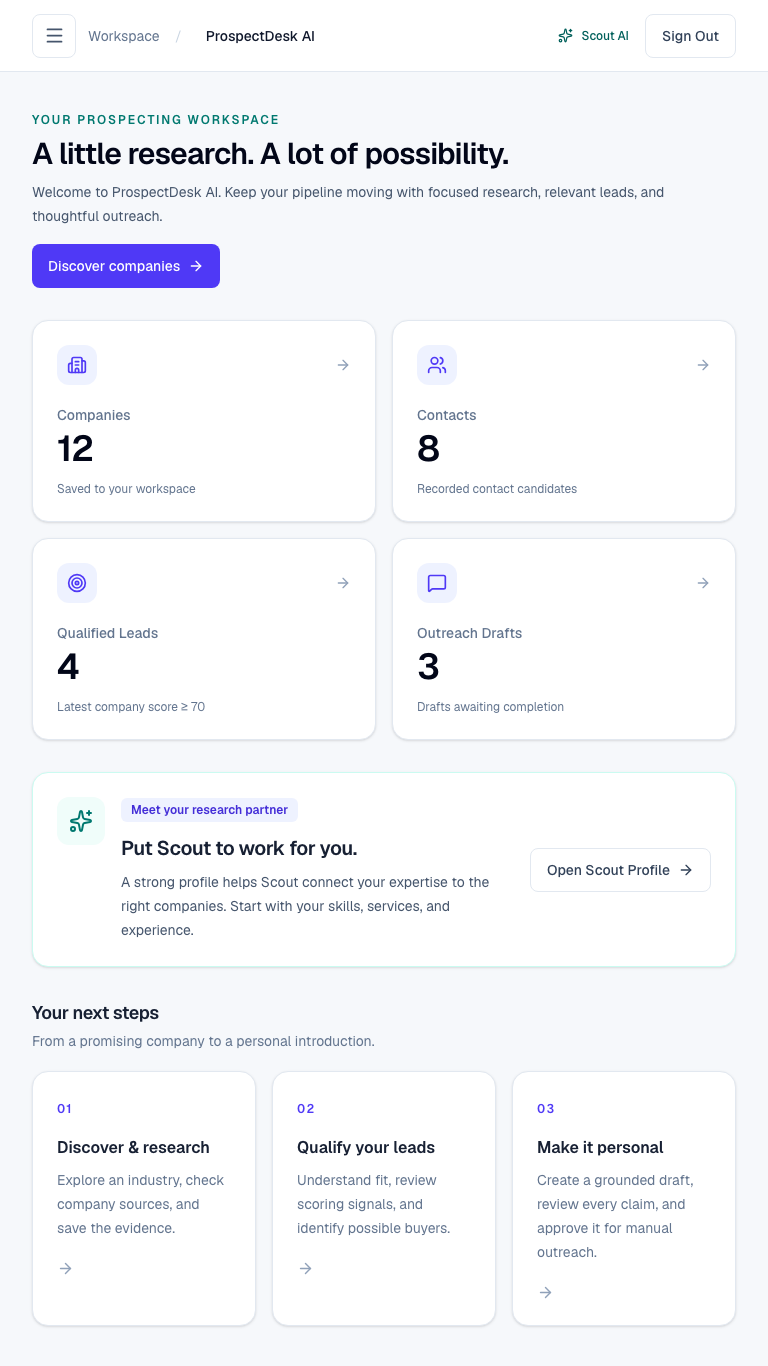 Workspace / ProspectDesk AI Scout AI Sign Out
YOUR PROSPECTING WORKSPACE
A little research. A lot of possibility.
Welcome to ProspectDesk AI. Keep your pipeline moving with focused research, relevant leads, and
thoughtful outreach.
Discover companies
Companies
12
Saved to your workspace
Contacts
8
Recorded contact candidates
Qualified Leads
4
Latest company score ≥ 70
Outreach Drafts
3
Drafts awaiting completion
Meet your research partner
Put Scout to work for you.
A strong profile helps Scout connect your expertise to the
right companies. Start with your skills, services, and
experience.
Open Scout Profile
Your next steps
From a promising company to a personal introduction.
01
Discover & research
Explore an industry, check
company sources, and
save the evidence.
02
Qualify your leads
Understand fit, review
scoring signals, and
identify possible buyers.
03
Make it personal
Create a grounded draft,
review every claim, and
approve it for manual
outreach.